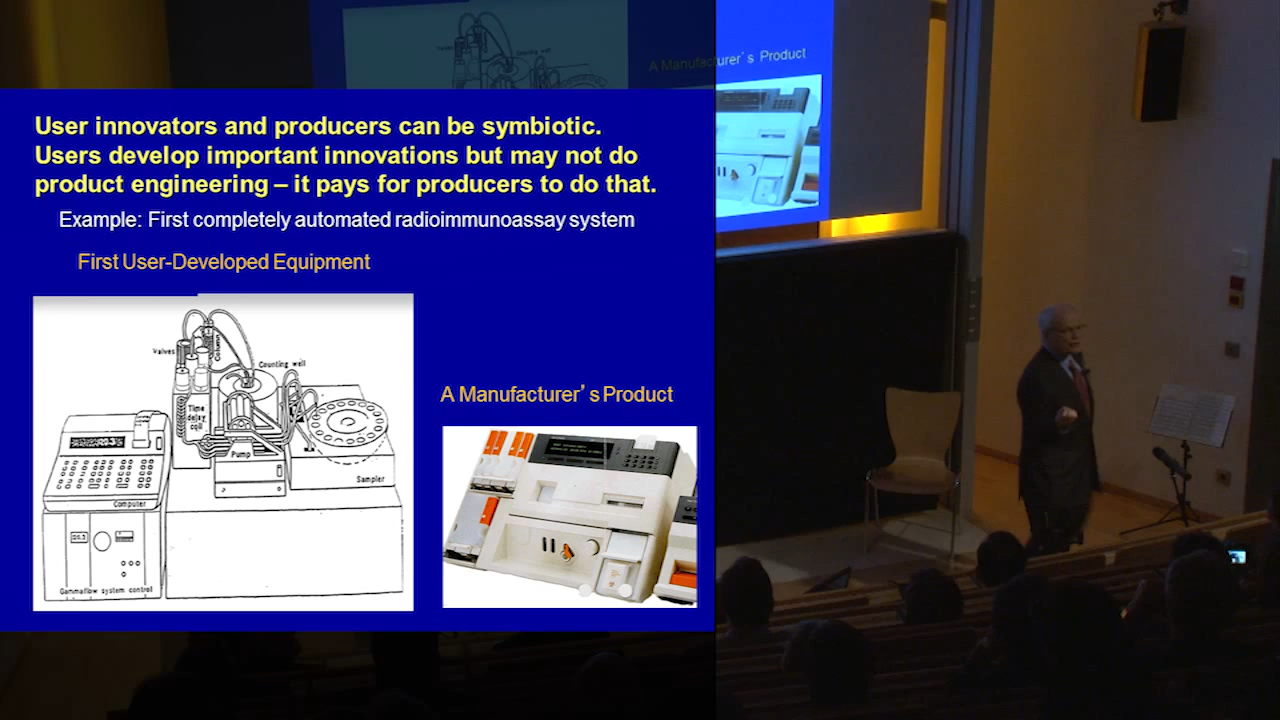 A Manufacturer's Product
User innovators and producers can be symbiotic.
Users develop important innovations but may not do
product engineering – it pays for producers to do that.
Example: First completely automated radioimmunoassay system
First User-Developed Equipment
Valves
Column
Counting well
Time
delay
coil
Pump
Sampler
Computer
Gammaflow system control
A Manufacturer's Product